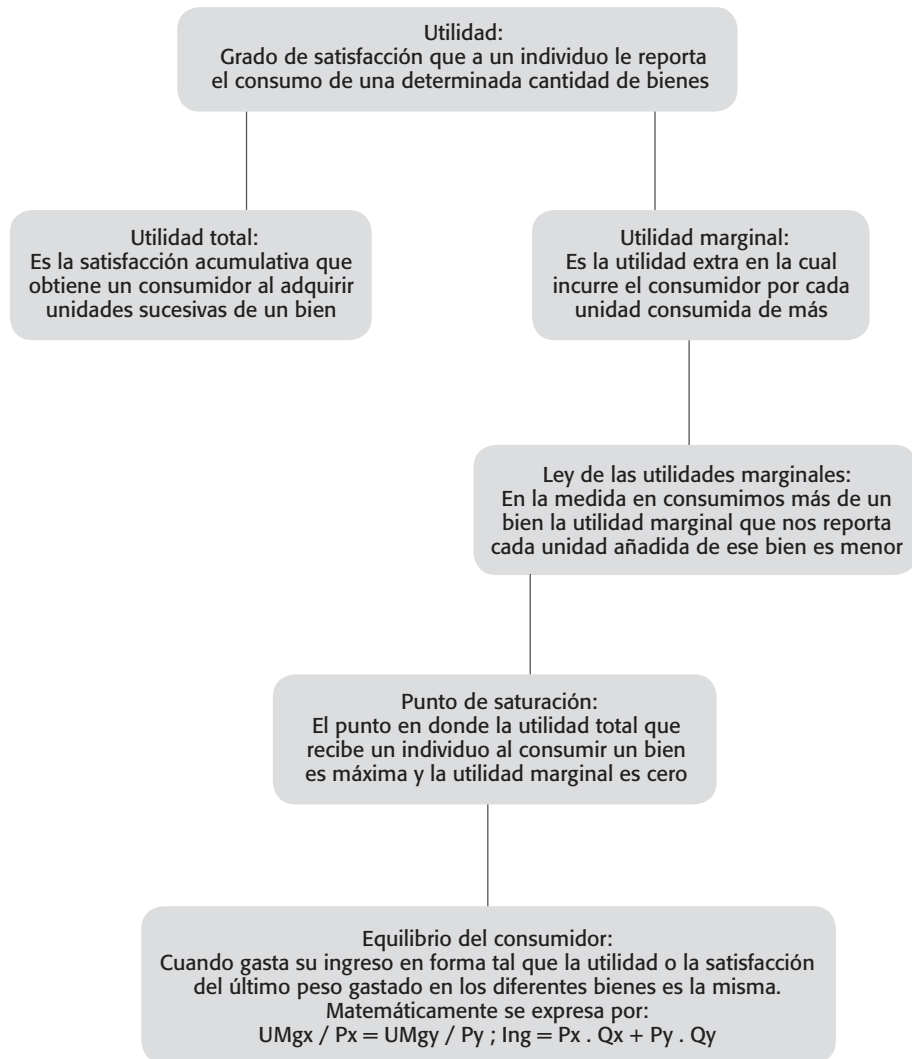 Utilidad:
Grado de satisfacción que a un individuo le reporta
el consumo de una determinada cantidad de bienes
Utilidad total:
Es la satisfacción acumulativa que
obtiene un consumidor al adquirir
unidades sucesivas de un bien
Utilidad marginal:
Es la utilidad extra en la cual
incurre el consumidor por cada
unidad consumida de más
Ley de las utilidades marginales:
En la medida en consumimos más de un
bien la utilidad marginal que nos reporta
cada unidad añadida de ese bien es menor
Punto de saturación:
El punto en donde la utilidad total que
recibe un individuo al consumir un bien
es máxima y la utilidad marginal es cero
Equilibrio del consumidor:
Cuando gasta su ingreso en forma tal que la utilidad o la satisfacción
del último peso gastado en los diferentes bienes es la misma.
Matemáticamente se expresa por:
UMgx / Px = UMgy / Py ; Ing = Px . Qx + Py . Qy